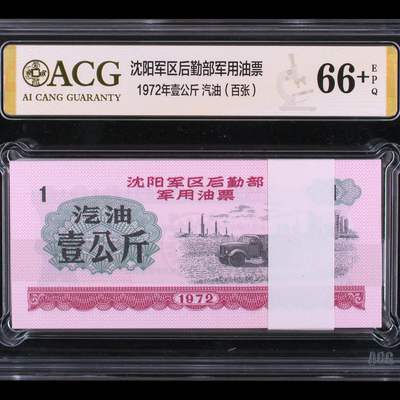 ACG
AI CANG GUARANTY
沈阳军区后勤部军用油票
1972年壹公斤 汽油（百张）
66+
EPQ
1
沈阳军区后勤部
军用油票
汽油
壹公斤
1972
ACG